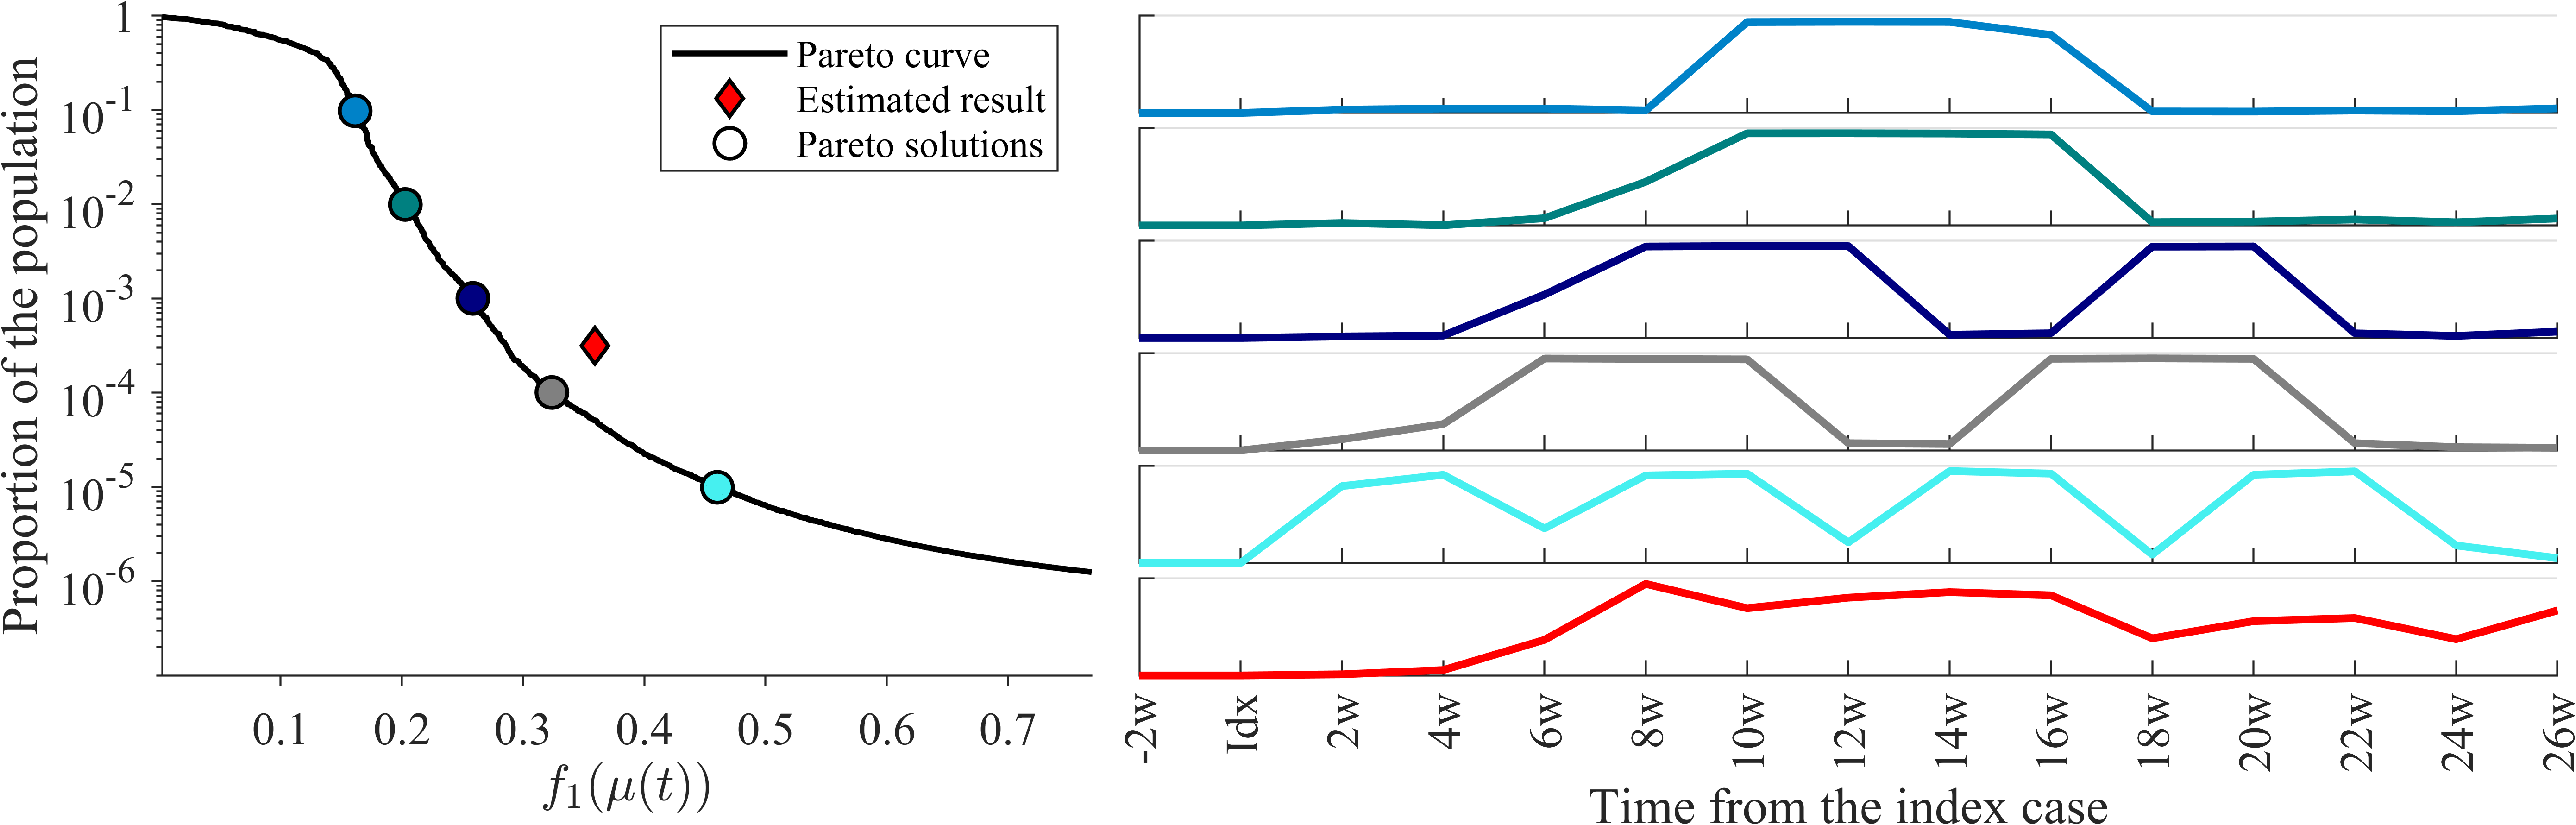 Proportion of the population
1
10^-1
10^-2
10^-3
10^-4
10^-5
10^-6
Pareto curve
Estimated result
Pareto solutions
0.1 0.2 0.3 0.4 0.5 0.6 0.7
f₁(μ(t))
-2w Idx 2w 4w 6w 8w 10w 12w 14w 16w 18w 20w 22w 24w 26w
Time from the index case